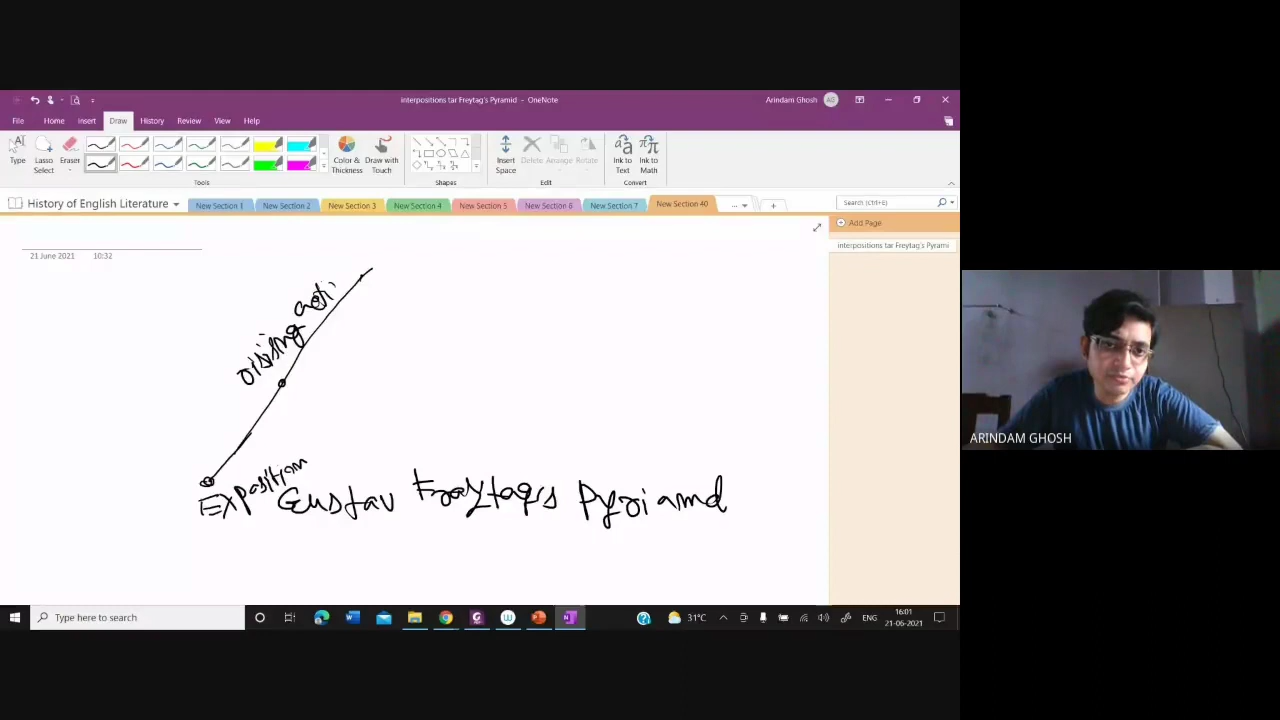 interpositions tar Freytag's Pyramid - OneNote
Arindam Ghosh
AG
File Home Insert Draw History Review View Help
Type
Lasso Select
Eraser
Color & Thickness
Draw with Touch
Insert Space
Delete
Arrange
Rotate
Ink to Text
Ink to Math
Tools
Shapes
Edit
Convert
History of English Literature
New Section 1
New Section 2
New Section 3
New Section 4
New Section 5
New Section 6
New Section 7
New Section 40
...
Search (Ctrl+E)
Add Page
interpositions tar Freytag's Pyrami
21 June 2021 10:32
rising acti
Exposition
Gustav Fraytag's Pyriamd
ARINDAM GHOSH
Type here to search
31°C
ENG
16:01
21-06-2021